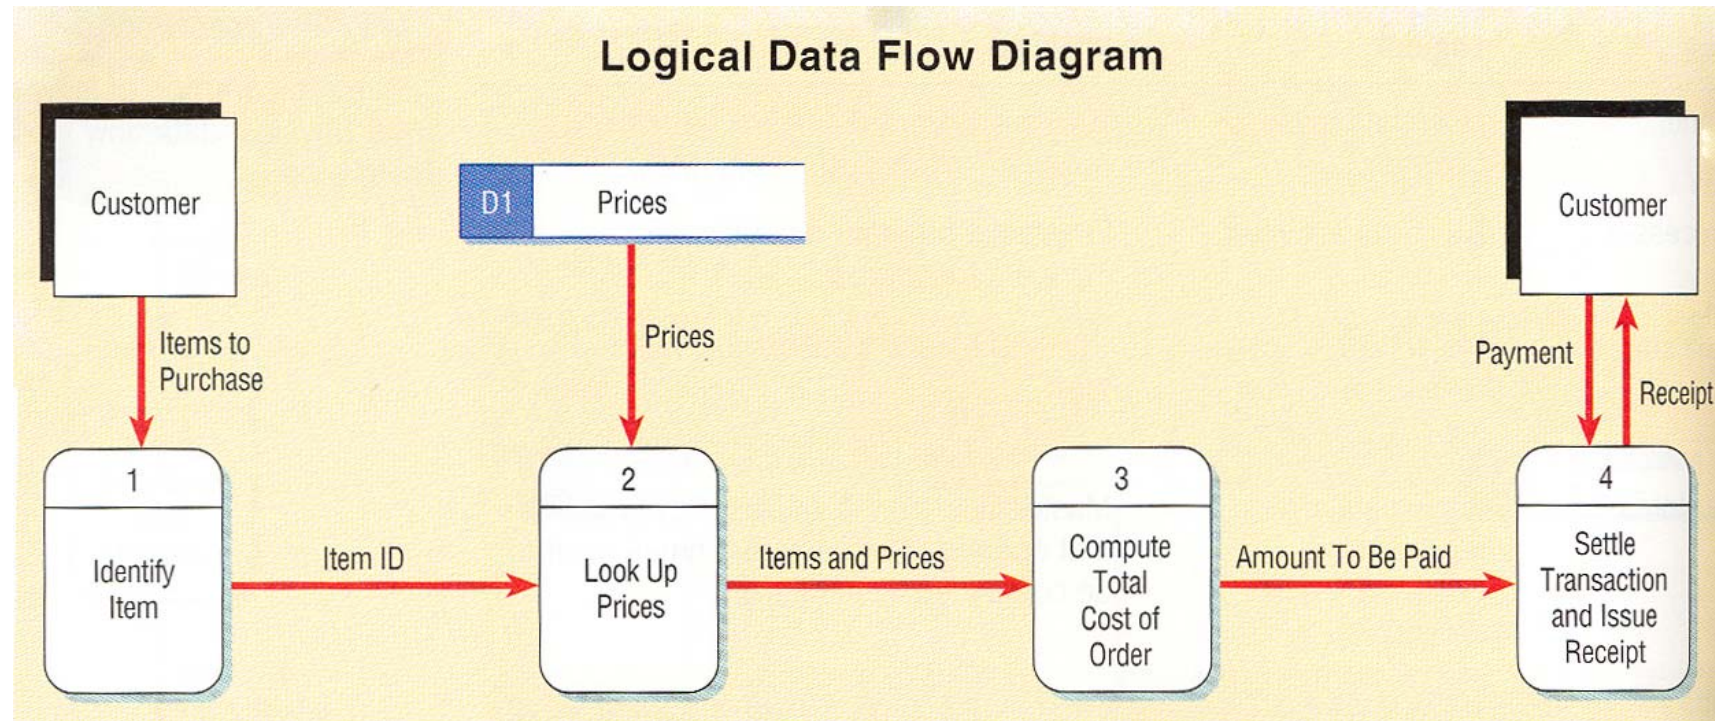 Logical Data Flow Diagram
Customer
D1
Prices
Customer
Items to
Purchase
Prices
Payment
Receipt
1
Identify
Item
Item ID
2
Look Up
Prices
Items and Prices
3
Compute
Total
Cost of
Order
Amount To Be Paid
4
Settle
Transaction
and Issue
Receipt